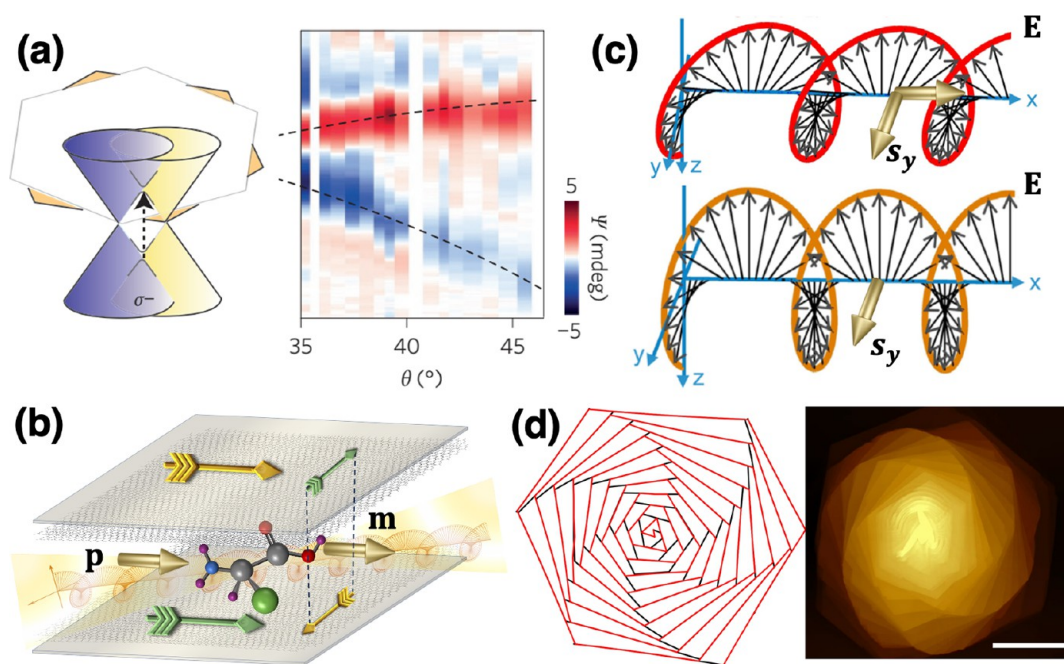 (a)
σ−
5
Ψ (mdeg)
−5
35
40
45
θ (°)
(c)
E
x
s_y
y
z
E
x
s_y
y
z
(b)
p
m
(d)